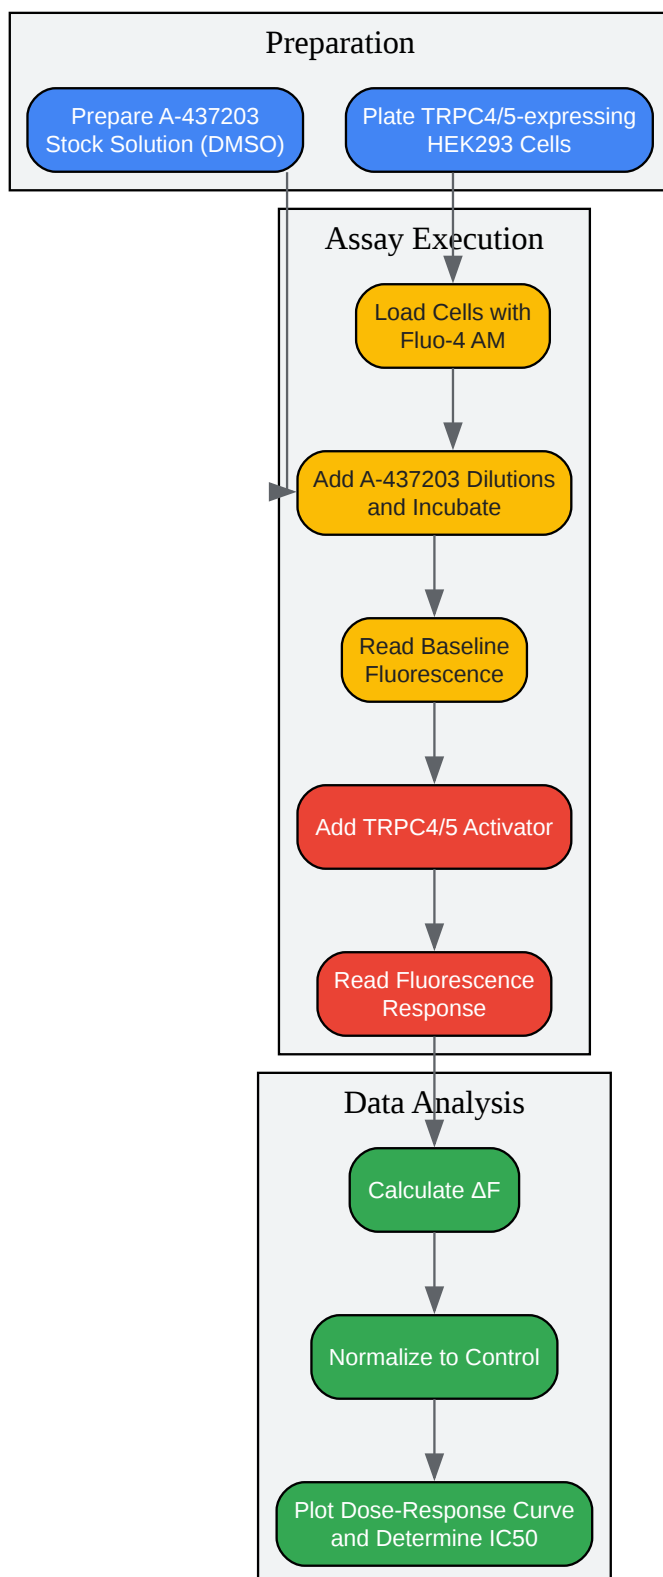 Preparation
Prepare A-437203
Stock Solution (DMSO)
Plate TRPC4/5-expressing
HEK293 Cells
Assay Execution
Load Cells with
Fluo-4 AM
Add A-437203 Dilutions
and Incubate
Read Baseline
Fluorescence
Add TRPC4/5 Activator
Read Fluorescence
Response
Data Analysis
Calculate ΔF
Normalize to Control
Plot Dose-Response Curve
and Determine IC50